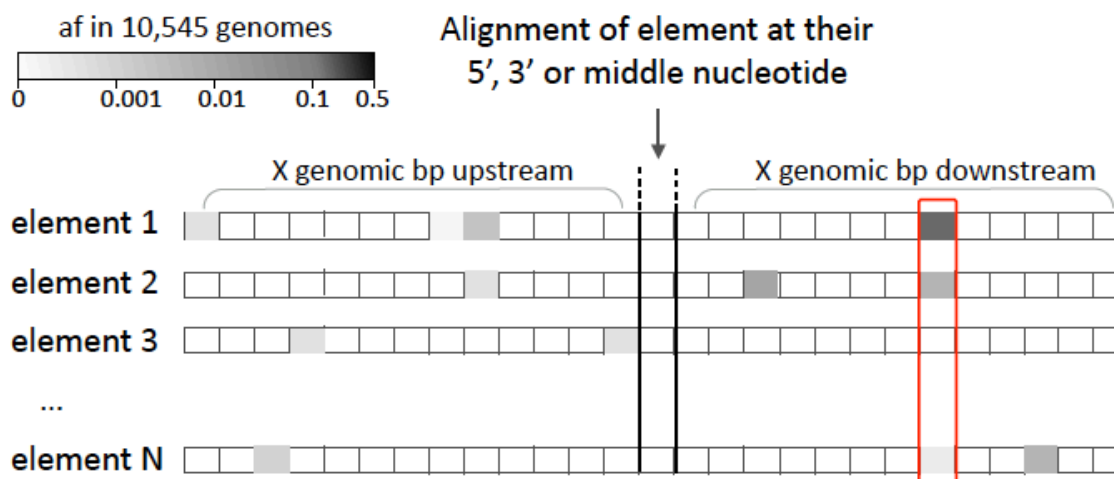 af in 10,545 genomes
0 0.001 0.01 0.1 0.5
Alignment of element at their
5’, 3’ or middle nucleotide
X genomic bp upstream
X genomic bp downstream
element 1
element 2
element 3
...
element N